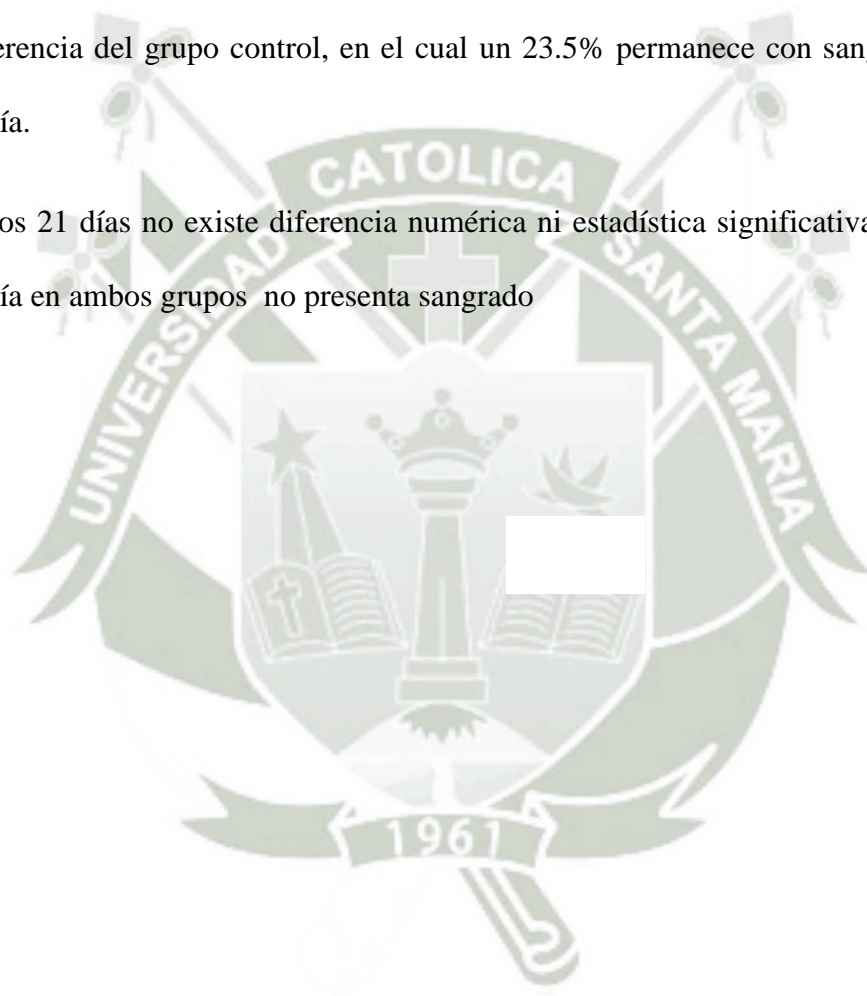 erencia del grupo control, en el cual un 23.5% permanece con san
ía.
os 21 días no existe diferencia numérica ni estadística significativa
ía en ambos grupos no presenta sangrado
CATOLICA
UNIVERSIDAD
SANTA MARIA
1961